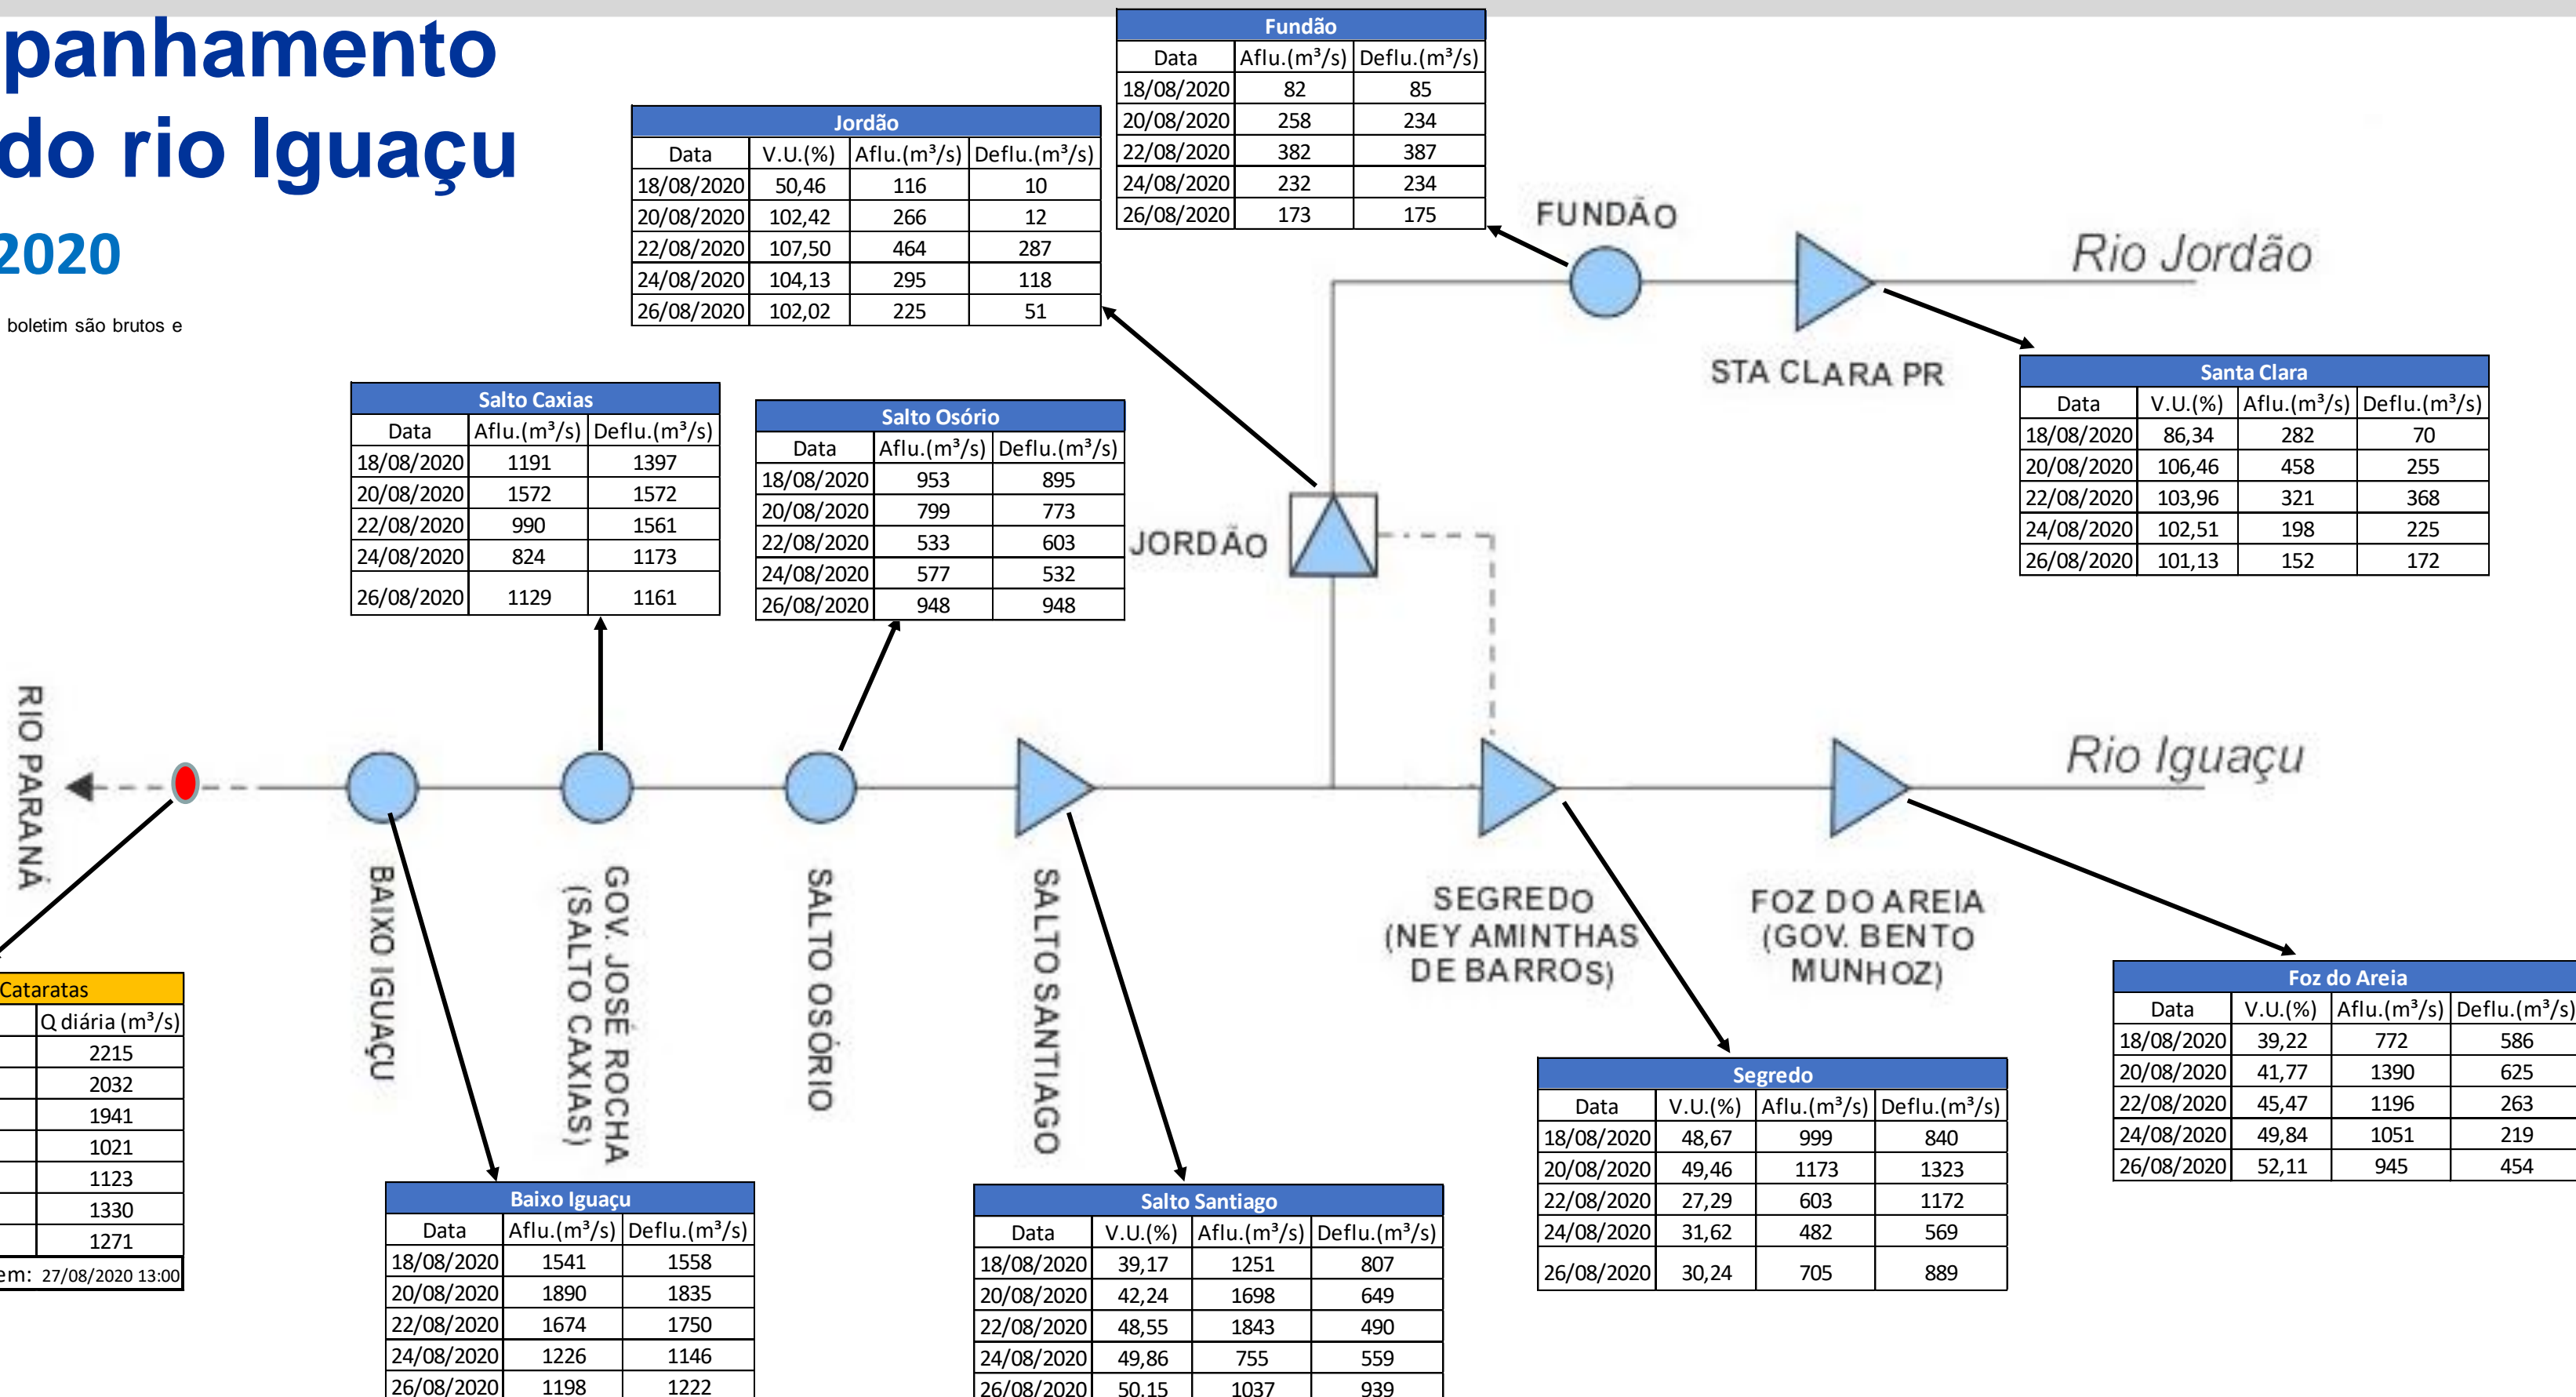 panhamento
do rio Iguaçu
2020
boletim são brutos e
Fundão
Data Aflu.(m³/s) Deflu.(m³/s)
18/08/2020 82 85
20/08/2020 258 234
22/08/2020 382 387
24/08/2020 232 234
26/08/2020 173 175
Jordão
Data V.U.(%) Aflu.(m³/s) Deflu.(m³/s)
18/08/2020 50,46 116 10
20/08/2020 102,42 266 12
22/08/2020 107,50 464 287
24/08/2020 104,13 295 118
26/08/2020 102,02 225 51
FUNDÃO
Rio Jordão
STA CLARA PR
Santa Clara
Data V.U.(%) Aflu.(m³/s) Deflu.(m³/s)
18/08/2020 86,34 282 70
20/08/2020 106,46 458 255
22/08/2020 103,96 321 368
24/08/2020 102,51 198 225
26/08/2020 101,13 152 172
Salto Caxias
Data Aflu.(m³/s) Deflu.(m³/s)
18/08/2020 1191 1397
20/08/2020 1572 1572
22/08/2020 990 1561
24/08/2020 824 1173
26/08/2020 1129 1161
Salto Osório
Data Aflu.(m³/s) Deflu.(m³/s)
18/08/2020 953 895
20/08/2020 799 773
22/08/2020 533 603
24/08/2020 577 532
26/08/2020 948 948
JORDÃO
RIO PARANÁ
Rio Iguaçu
BAIXO IGUAÇU
GOV. JOSÉ ROCHA
(SALTO CAXIAS)
SALTO OSÓRIO
SALTO SANTIAGO
SEGREDO
(NEY AMINTHAS
DE BARROS)
FOZ DO AREIA
(GOV. BENTO
MUNHOZ)
Cataratas
Q diária (m³/s)
2215
2032
1941
1021
1123
1330
1271
em: 27/08/2020 13:00
Baixo Iguaçu
Data Aflu.(m³/s) Deflu.(m³/s)
18/08/2020 1541 1558
20/08/2020 1890 1835
22/08/2020 1674 1750
24/08/2020 1226 1146
26/08/2020 1198 1222
Salto Santiago
Data V.U.(%) Aflu.(m³/s) Deflu.(m³/s)
18/08/2020 39,17 1251 807
20/08/2020 42,24 1698 649
22/08/2020 48,55 1843 490
24/08/2020 49,86 755 559
26/08/2020 50,15 1037 939
Segredo
Data V.U.(%) Aflu.(m³/s) Deflu.(m³/s)
18/08/2020 48,67 999 840
20/08/2020 49,46 1173 1323
22/08/2020 27,29 603 1172
24/08/2020 31,62 482 569
26/08/2020 30,24 705 889
Foz do Areia
Data V.U.(%) Aflu.(m³/s) Deflu.(m³/s)
18/08/2020 39,22 772 586
20/08/2020 41,77 1390 625
22/08/2020 45,47 1196 263
24/08/2020 49,84 1051 219
26/08/2020 52,11 945 454